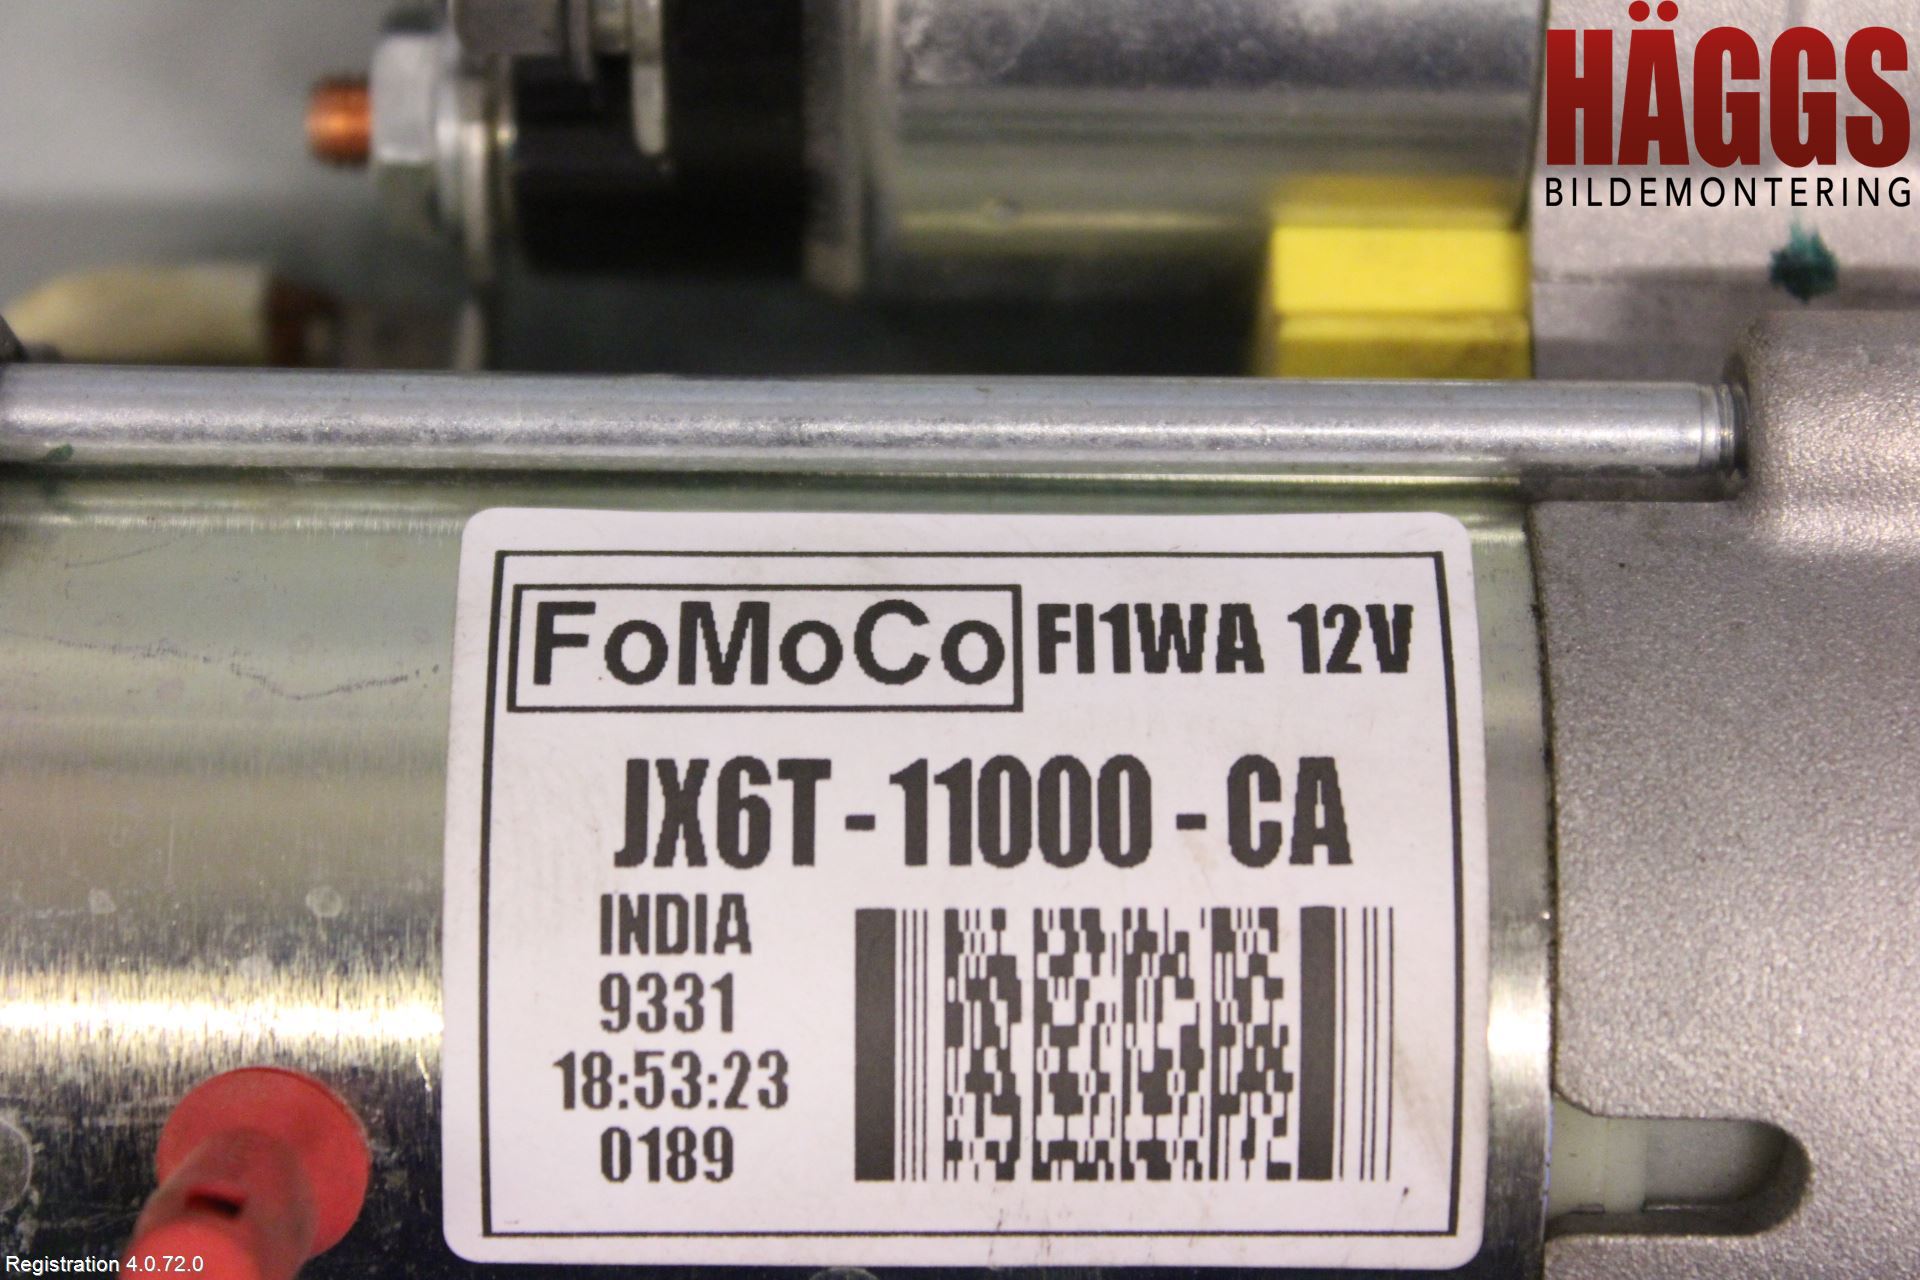 HÄGGS
BILDEMONTERING
FoMoCo FI1WA 12V
JX6T-11000-CA
INDIA
9331
18:53:23
0189
Registration 4.0.72.0